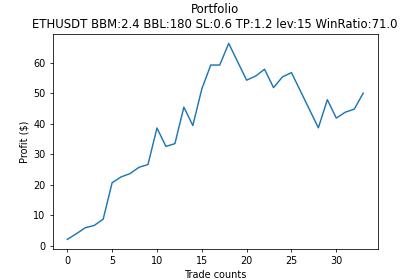 Portfolio
ETHUSDT BBM:2.4 BBL:180 SL:0.6 TP:1.2 lev:15 WinRatio:71.0
60
50
40
30
20
10
0
Profit ($)
0 5 10 15 20 25 30
Trade counts